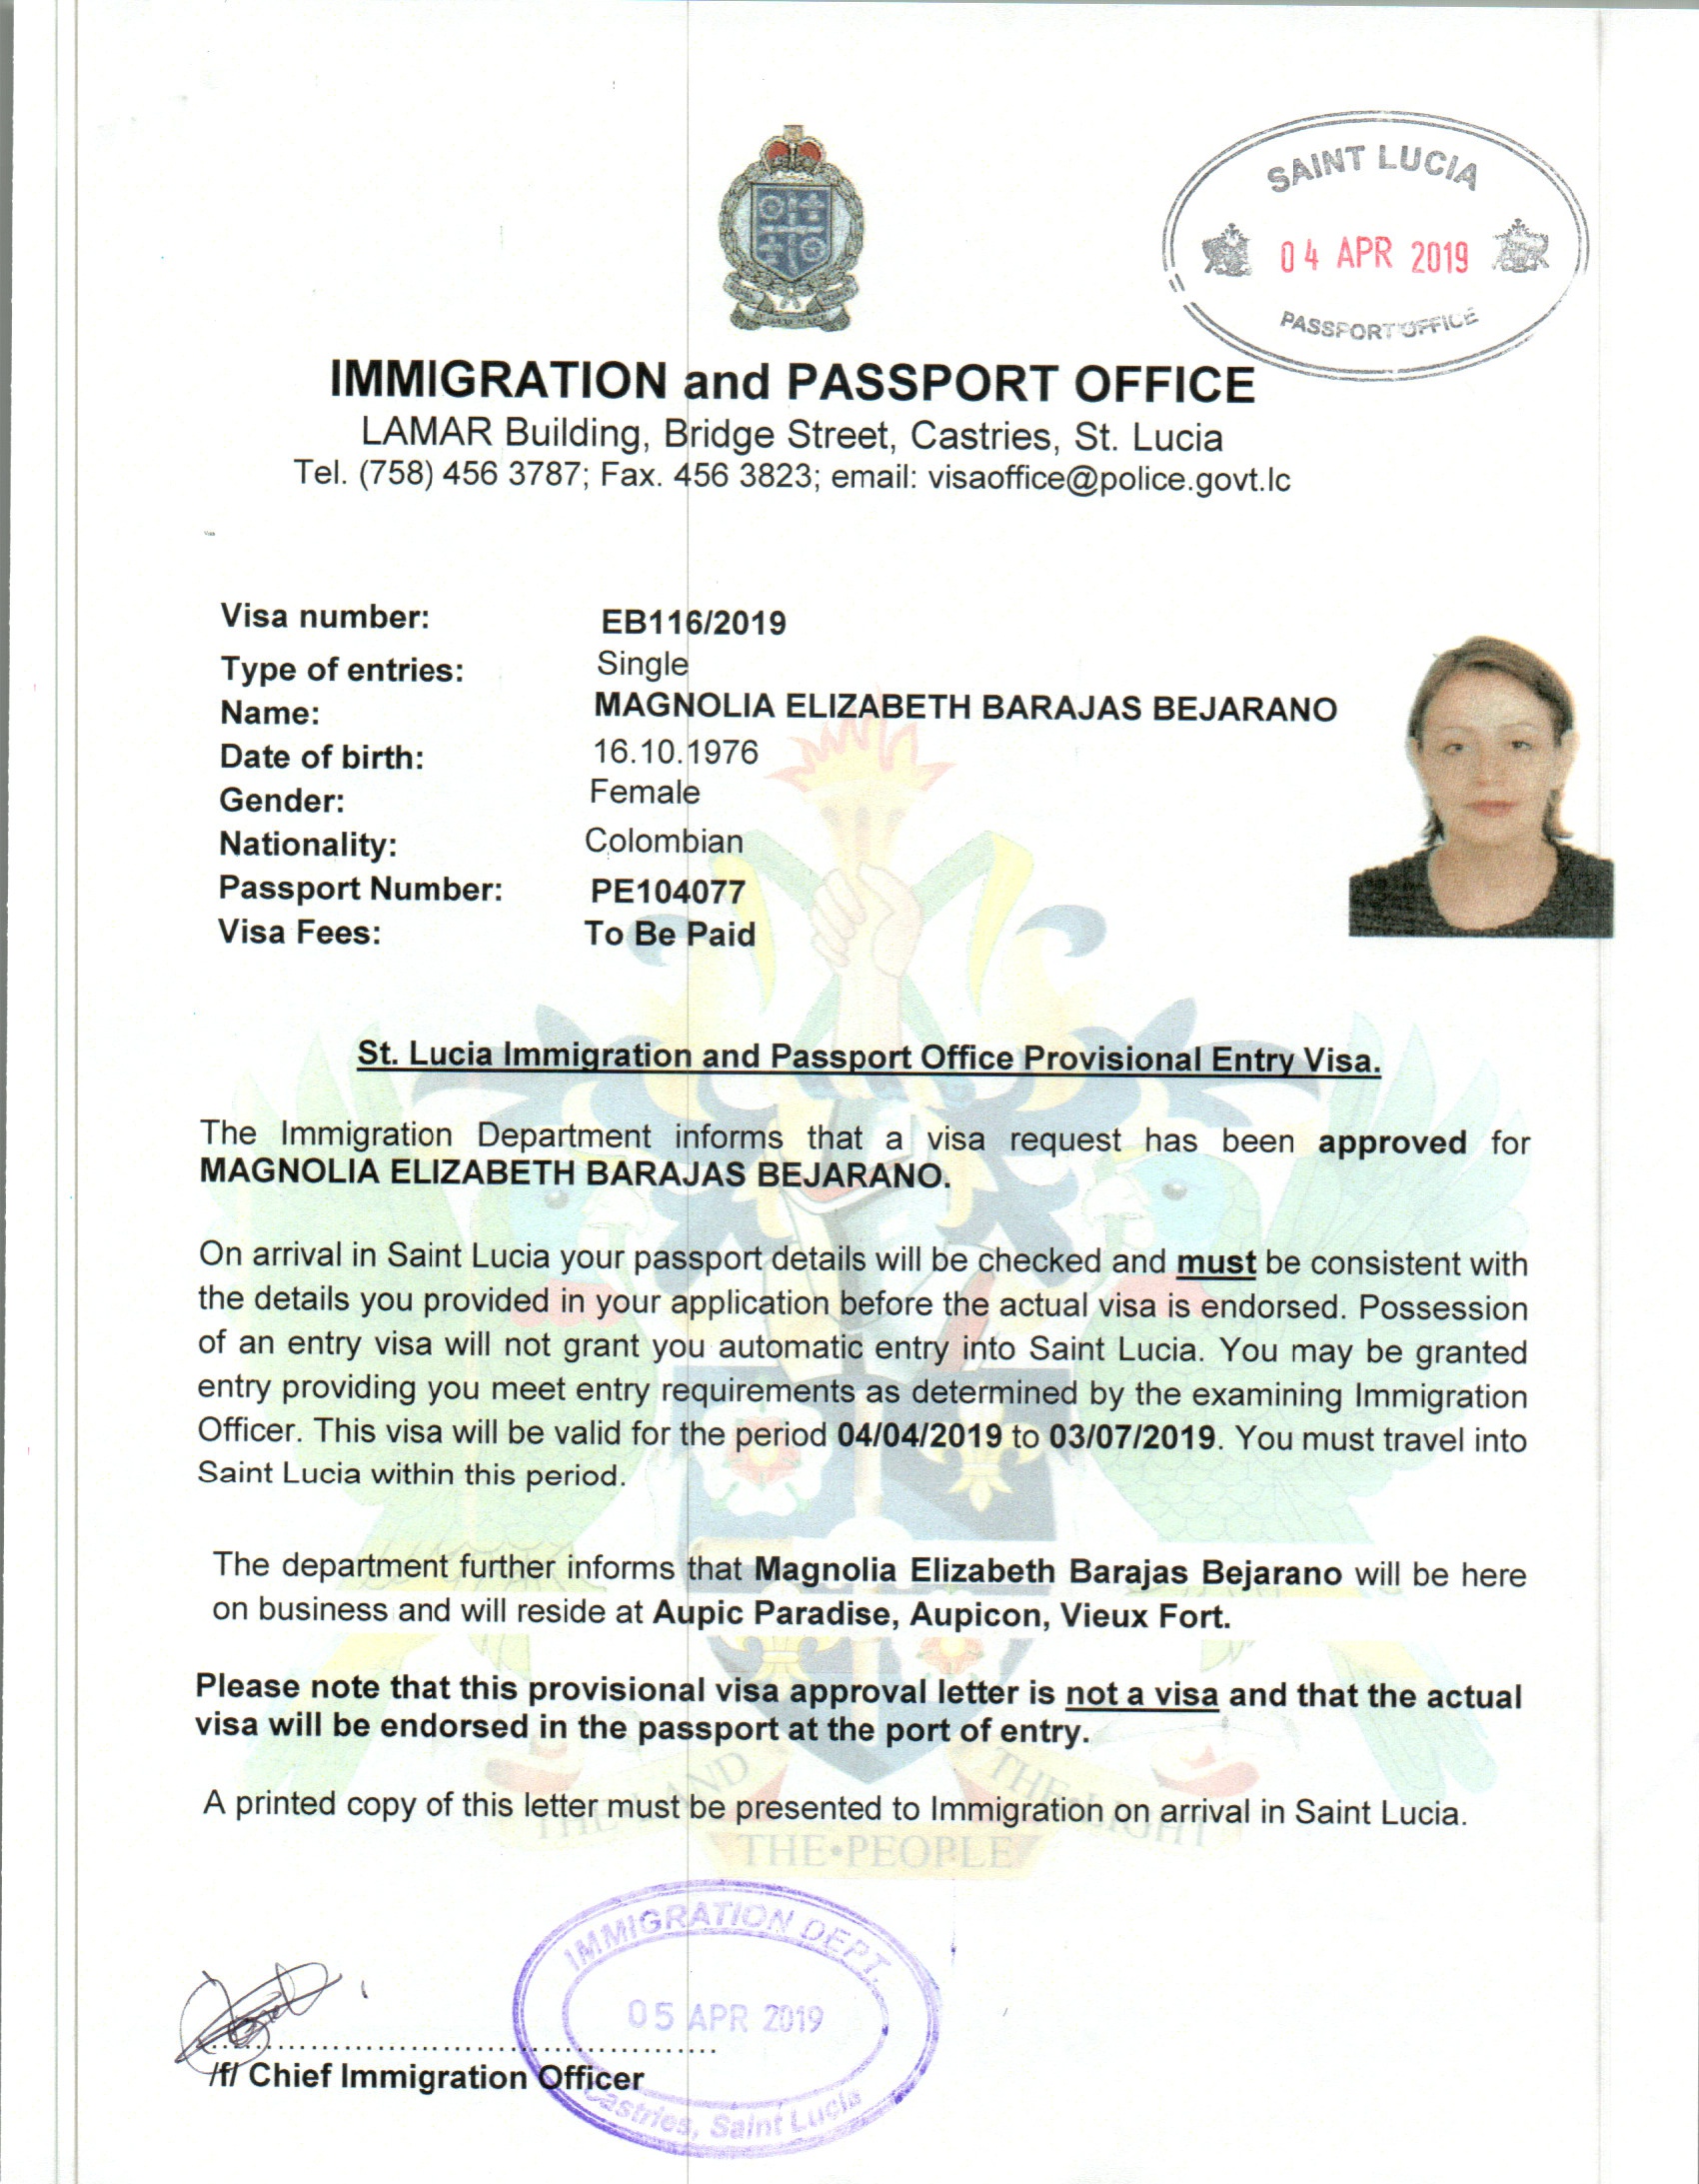 SAINT LUCIA
04 APR 2019
PASSPORT OFFICE
IMMIGRATION and PASSPORT OFFICE
LAMAR Building, Bridge Street, Castries, St. Lucia
Tel. (758) 456 3787; Fax. 456 3823; email: visaoffice@police.govt.lc
Visa number: EB116/2019
Type of entries: Single
Name: MAGNOLIA ELIZABETH BARAJAS BEJARANO
Date of birth: 16.10.1976
Gender: Female
Nationality: Colombian
Passport Number: PE104077
Visa Fees: To Be Paid
St. Lucia Immigration and Passport Office Provisional Entry Visa.
The Immigration Department informs that a visa request has been approved for
MAGNOLIA ELIZABETH BARAJAS BEJARANO.
On arrival in Saint Lucia your passport details will be checked and must be consistent with
the details you provided in your application before the actual visa is endorsed. Possession
of an entry visa will not grant you automatic entry into Saint Lucia. You may be granted
entry providing you meet entry requirements as determined by the examining Immigration
Officer. This visa will be valid for the period 04/04/2019 to 03/07/2019. You must travel into
Saint Lucia within this period.
The department further informs that Magnolia Elizabeth Barajas Bejarano will be here
on business and will reside at Aupic Paradise, Aupicon, Vieux Fort.
Please note that this provisional visa approval letter is not a visa and that the actual
visa will be endorsed in the passport at the port of entry.
A printed copy of this letter must be presented to Immigration on arrival in Saint Lucia.
THE•LAND
THE•PEOPLE
THE•LIGHT
IMMIGRATION DEPT.
05 APR 2019
Castries, Saint Lucia
/f/ Chief Immigration Officer